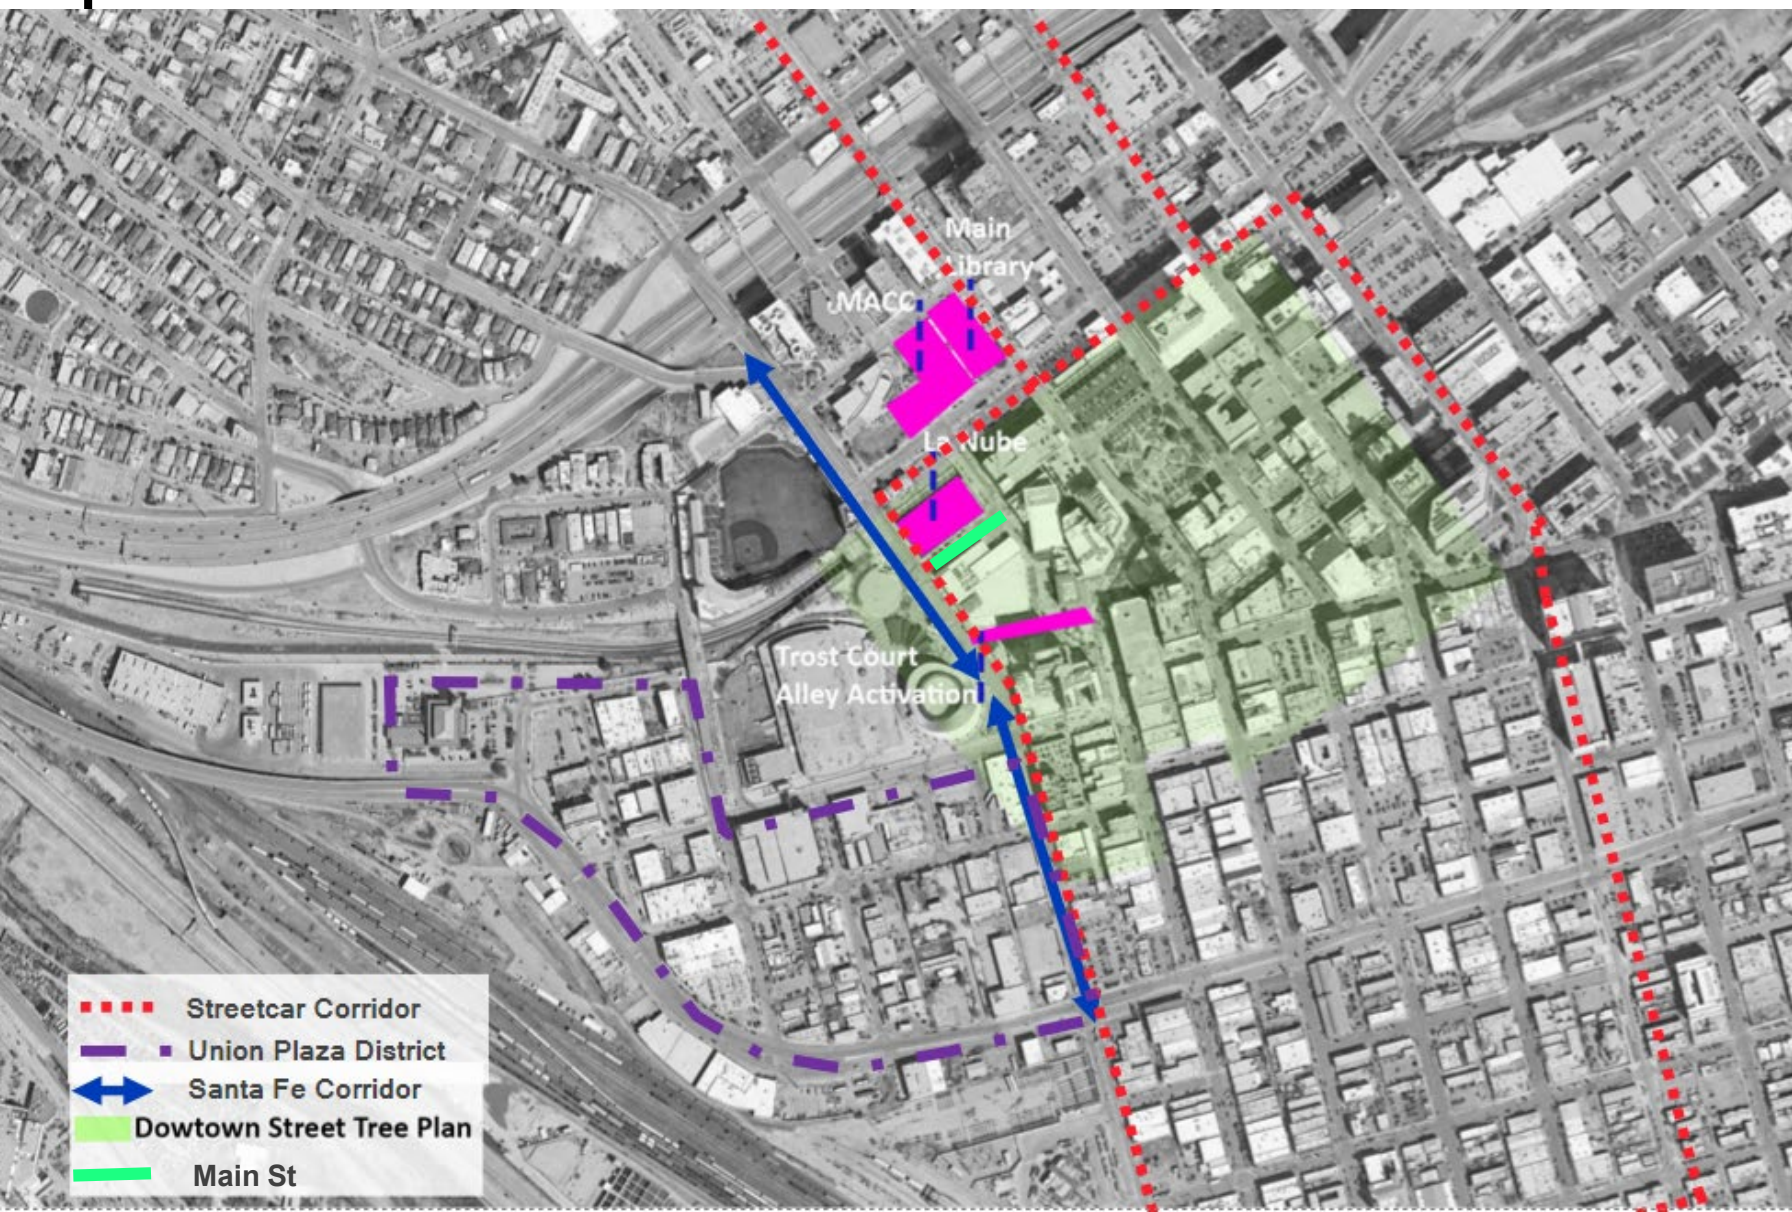 Main
Library
MACC
La Nube
Trost Court
Alley Activation
Streetcar Corridor
Union Plaza District
Santa Fe Corridor
Dowtown Street Tree Plan
Main St